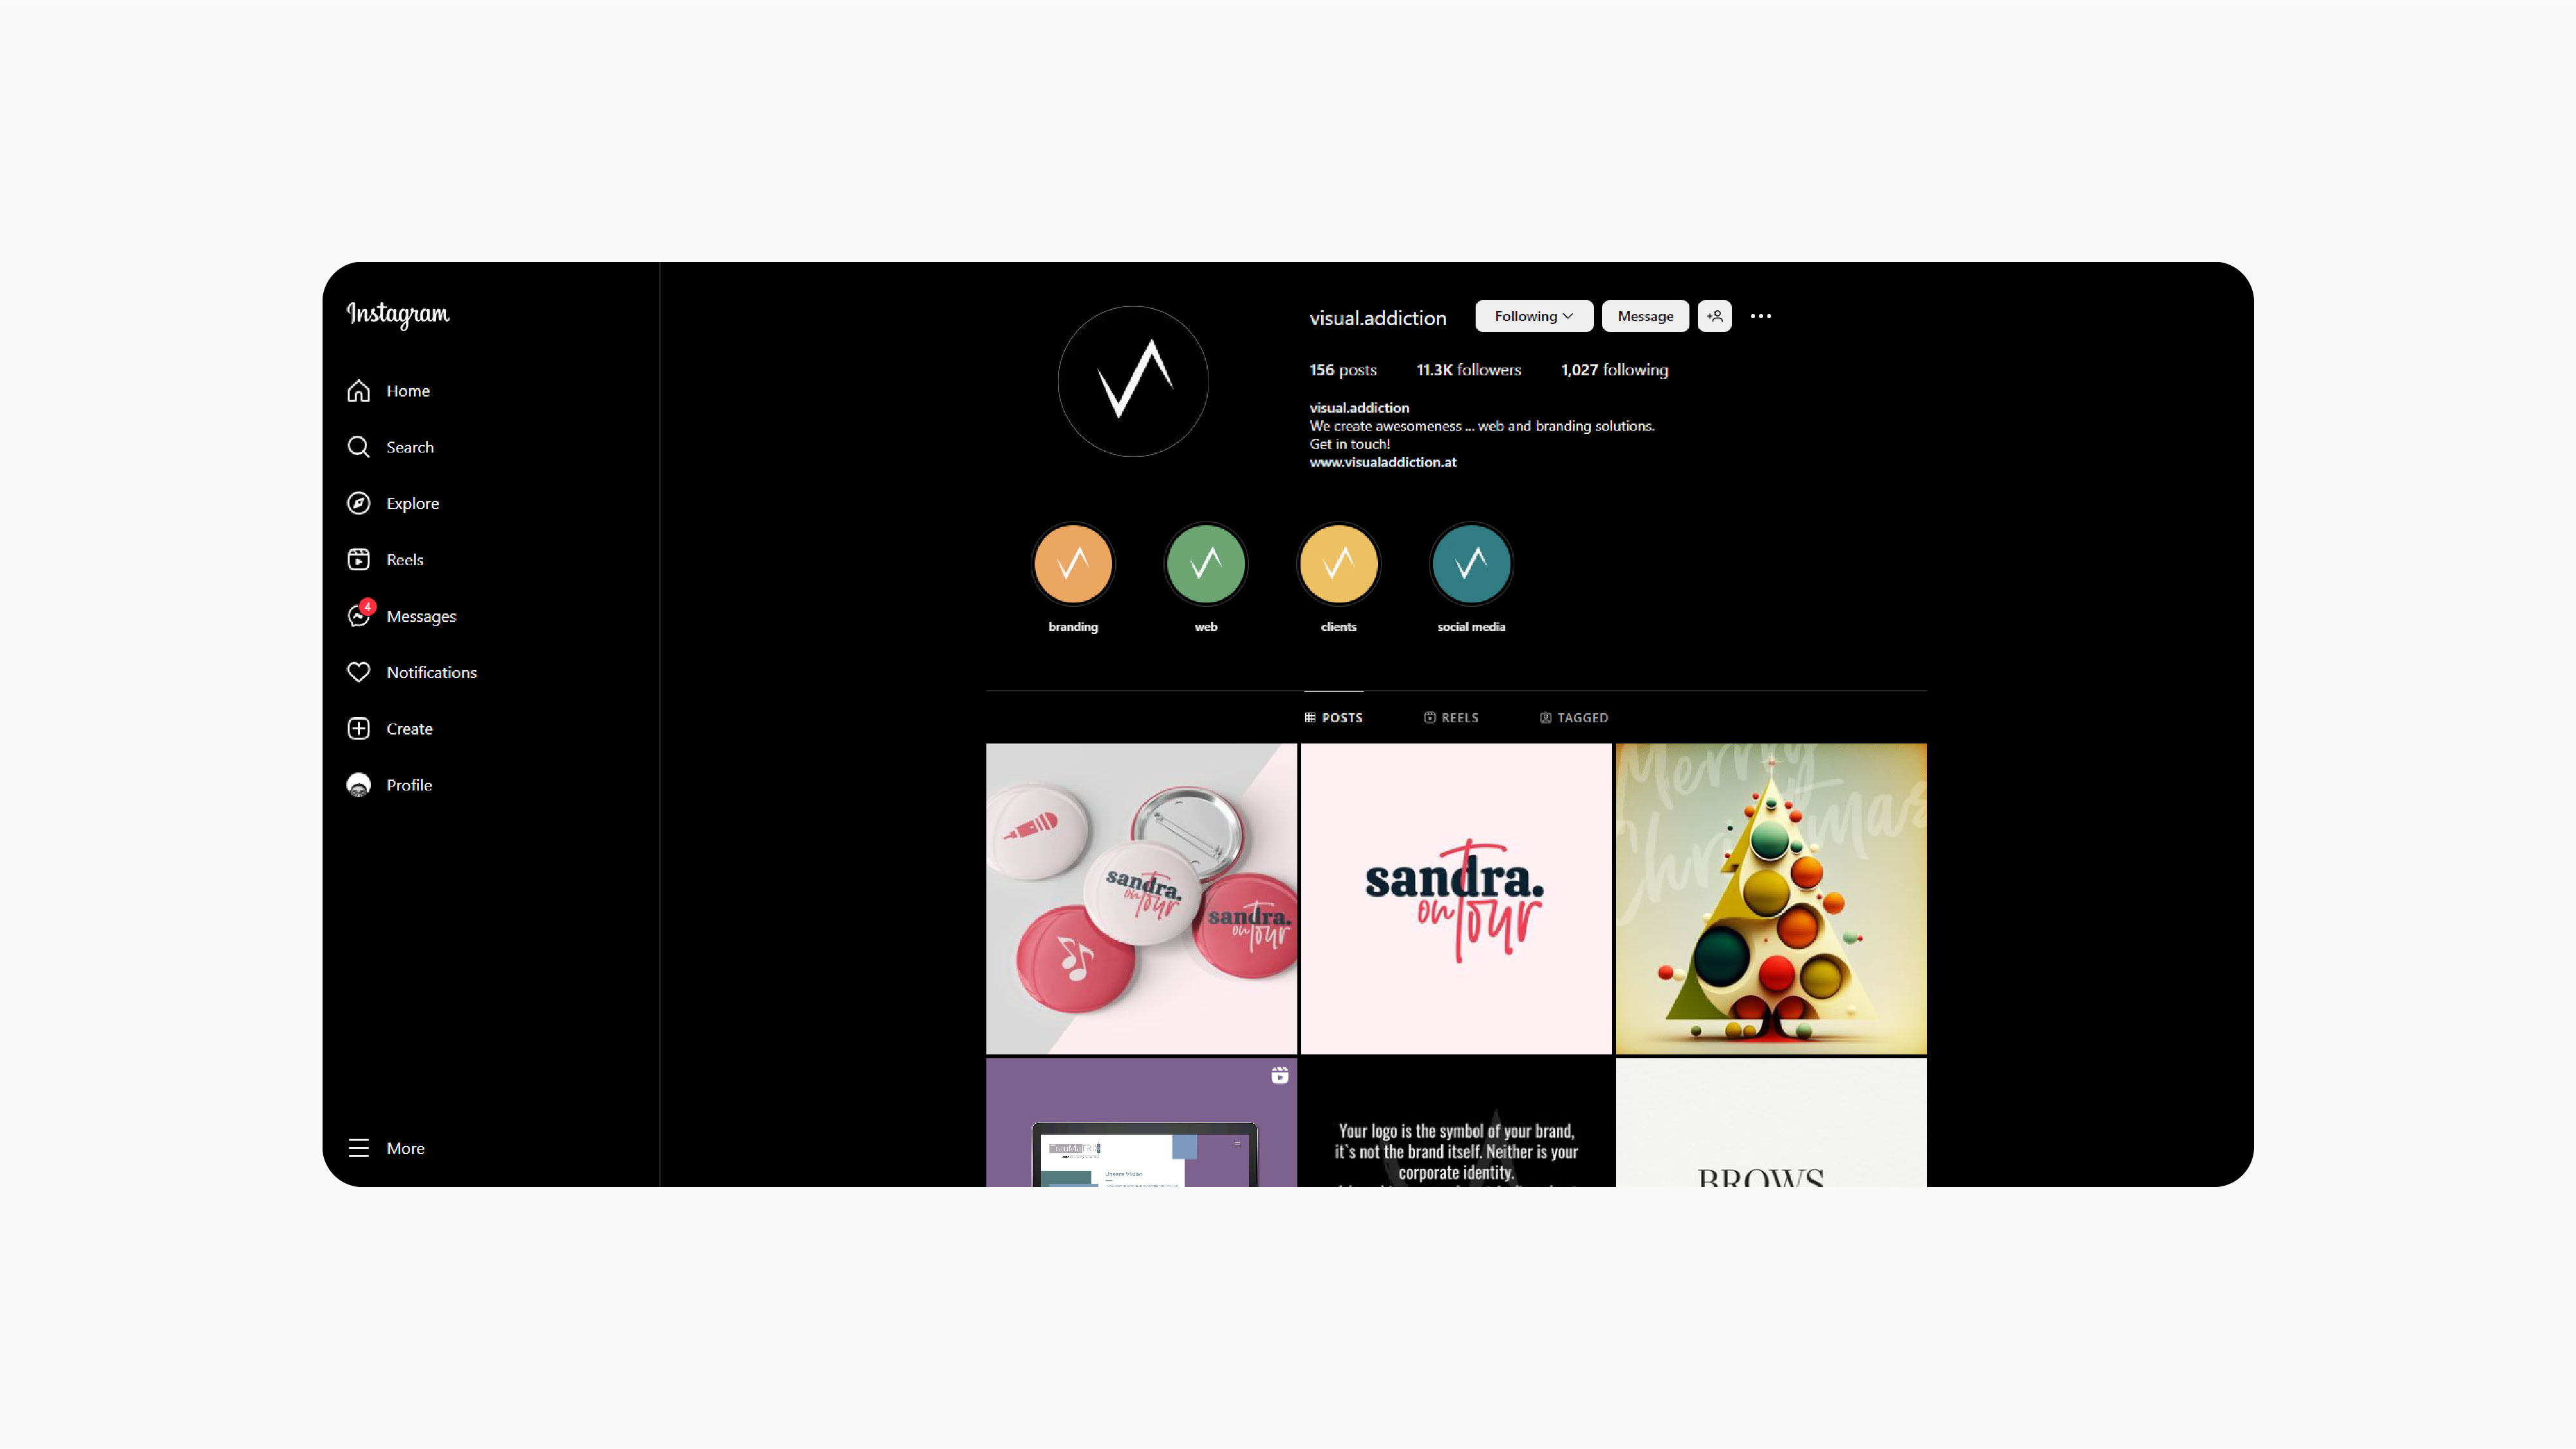 Instagram
Home
Search
Explore
Reels
4
Messages
Notifications
Create
Profile
More
visual.addiction
Following
Message
156 posts 11.3K followers 1,027 following
visual.addiction
We create awesomeness ... web and branding solutions.
Get in touch!
www.visualaddiction.at
branding
web
clients
social media
POSTS
REELS
TAGGED
sandra.
on tour
sandra.
on tour
sandra.
on tour
Merry
Christmas
Unsere Vision
Your logo is the symbol of your brand,
it`s not the brand itself. Neither is your
corporate identity.
BROWS